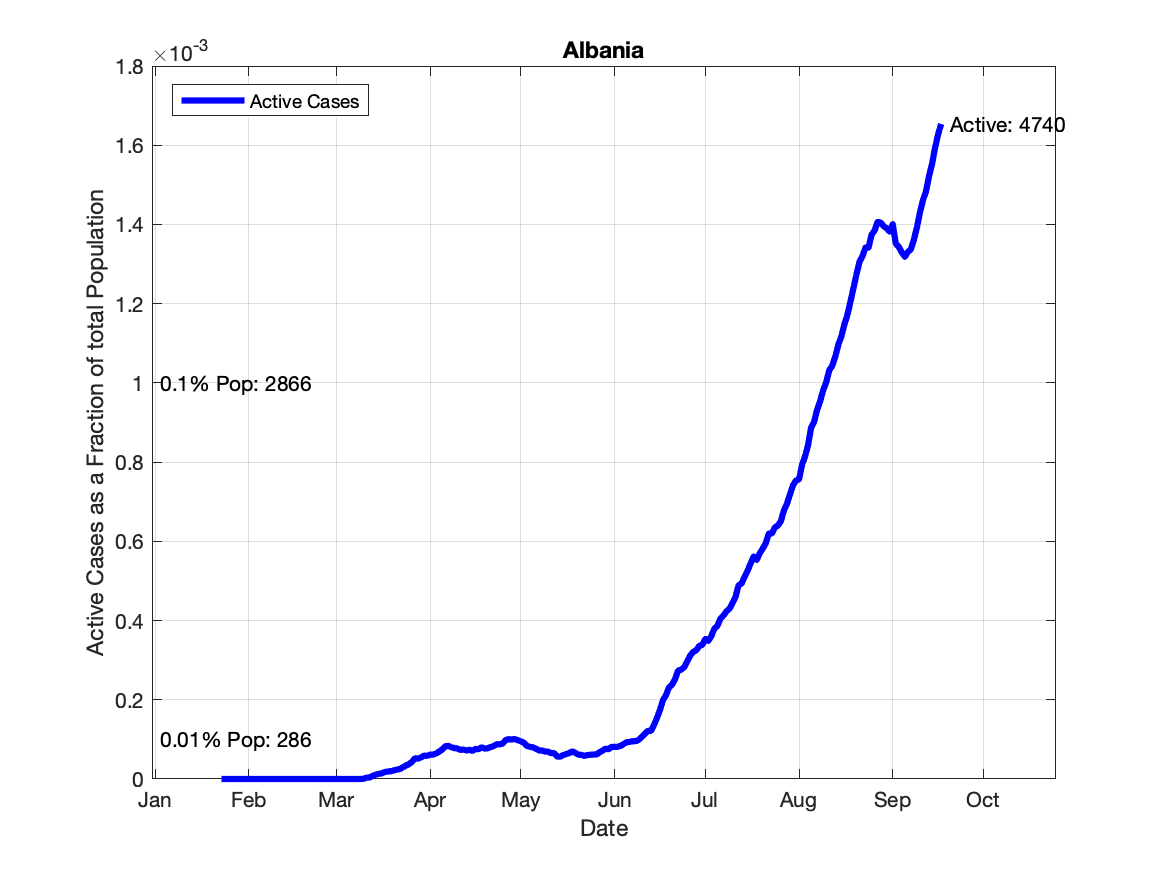 Albania
×10-3
1.8
Active Cases
Active: 4740
1.6
1.4
1.2
1
0.1% Pop: 2866
0.8
0.6
0.4
0.2
0.01% Pop: 286
0
Active Cases as a Fraction of total Population
Jan Feb Mar Apr May Jun Jul Aug Sep Oct
Date